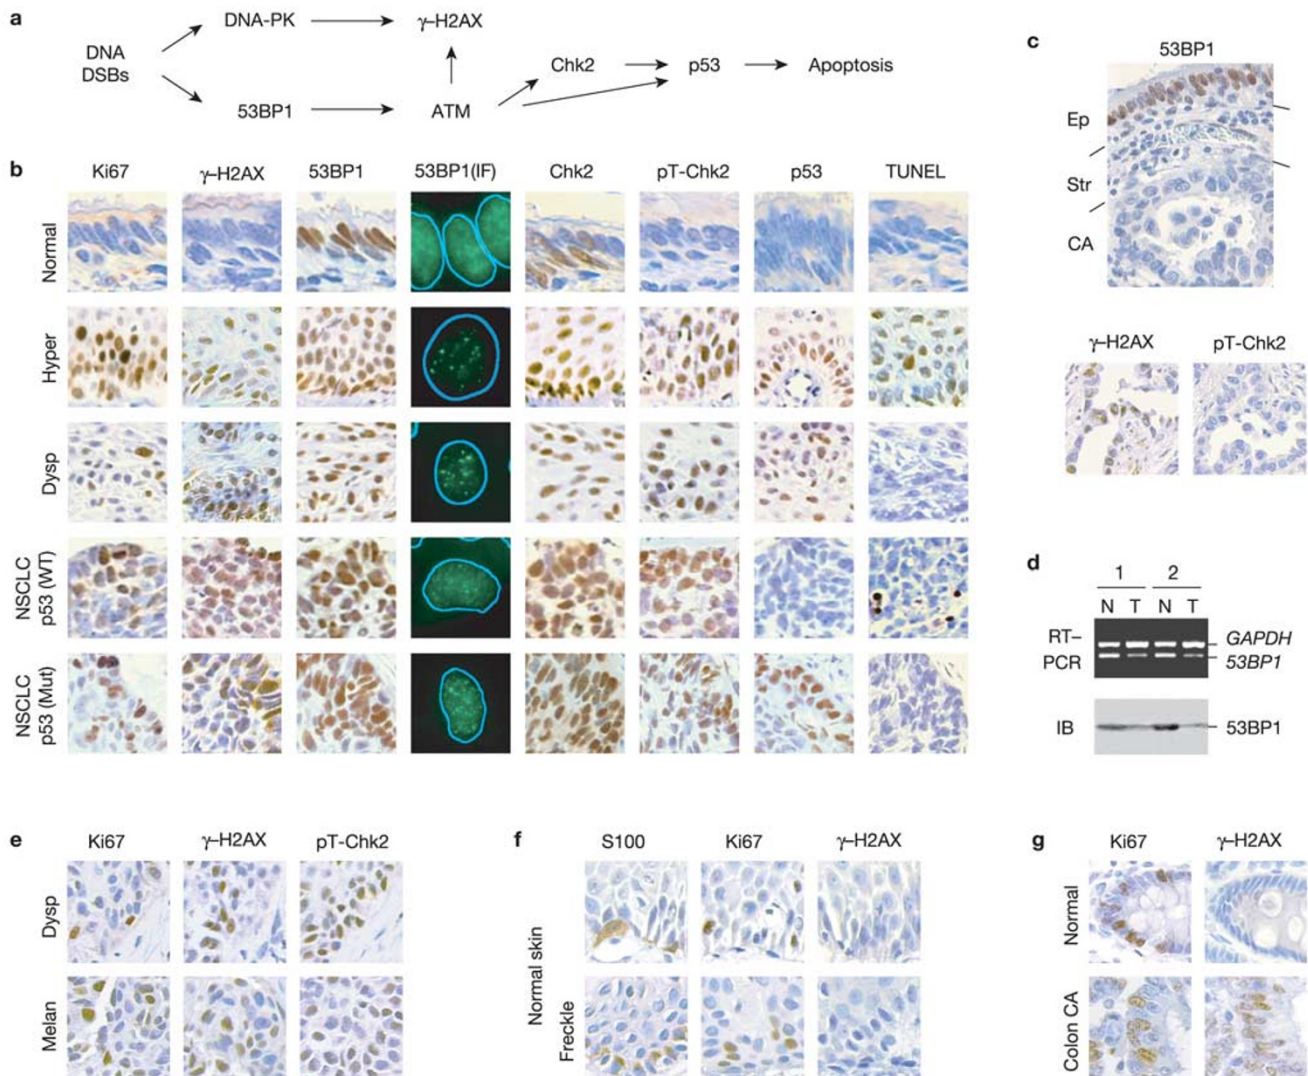 a
DNA-PK
γ–H2AX
DNA
DSBs
Chk2
p53
Apoptosis
53BP1
ATM
b
Ki67
γ–H2AX
53BP1
53BP1(IF)
Chk2
pT-Chk2
p53
TUNEL
Normal
Hyper
Dysp
NSCLC
p53 (WT)
NSCLC
p53 (Mut)
c
53BP1
Ep
Str
CA
γ–H2AX
pT-Chk2
d
1 2
N T N T
RT–
PCR
GAPDH
53BP1
IB
53BP1
e
Ki67
γ–H2AX
pT-Chk2
Dysp
Melan
f
S100
Ki67
γ–H2AX
Normal skin
Freckle
g
Ki67
γ–H2AX
Normal
Colon CA